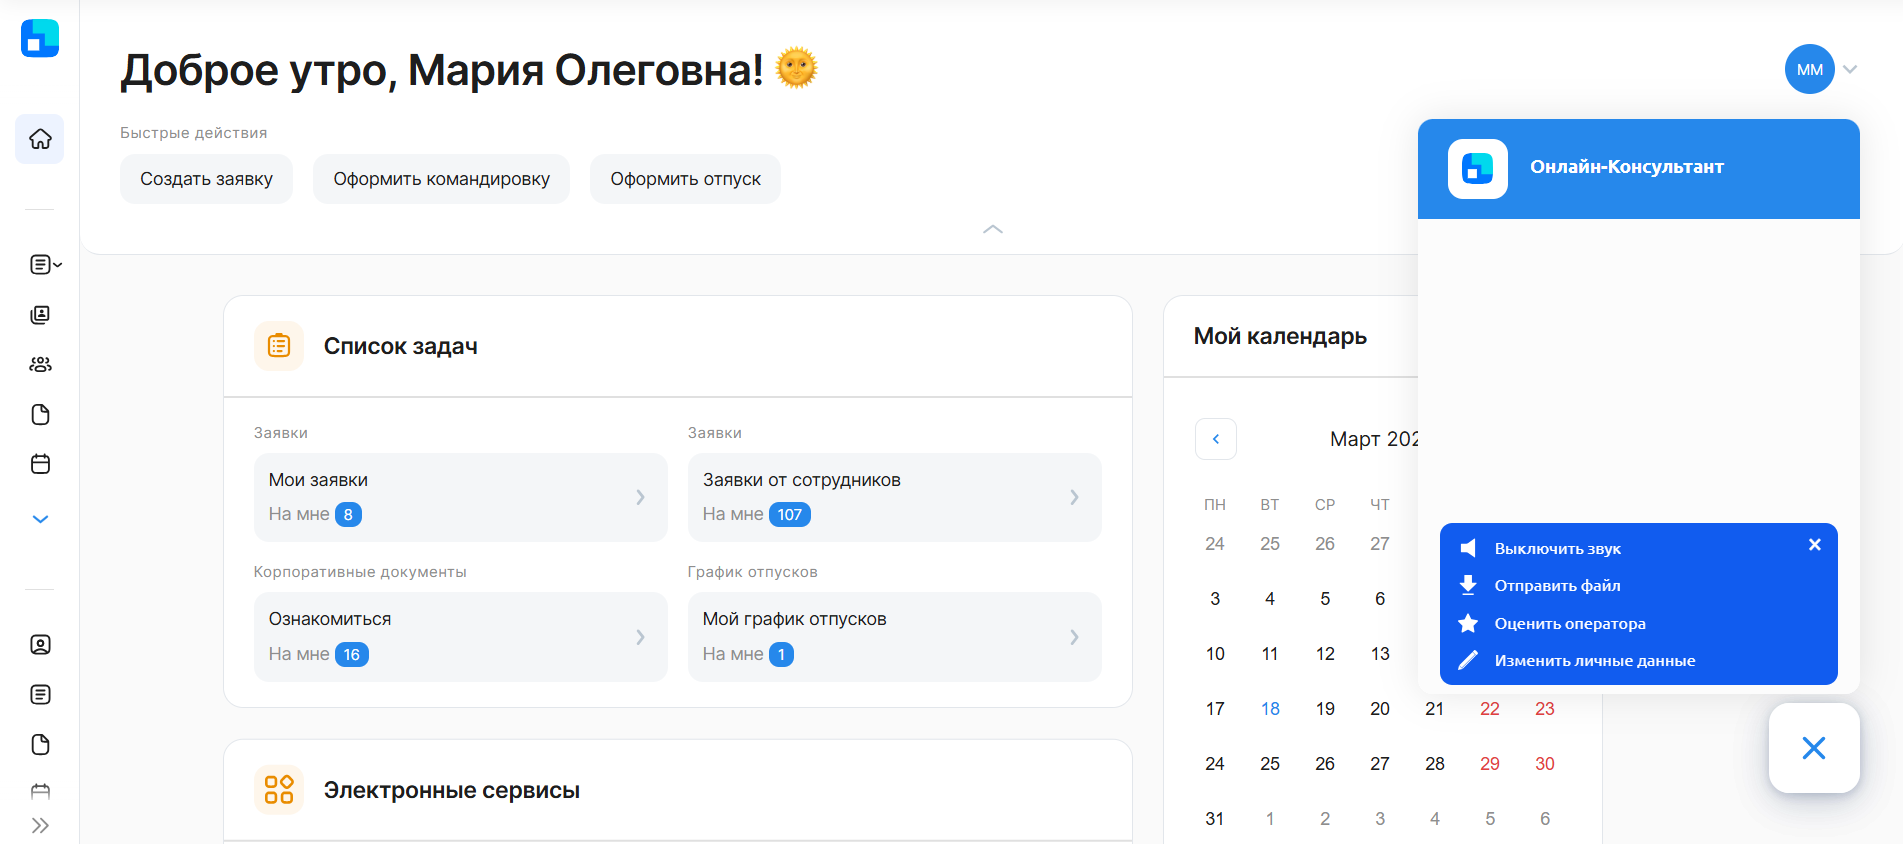 Доброе утро, Мария Олеговна!
ММ
Быстрые действия
Создать заявку
Оформить командировку
Оформить отпуск
Онлайн-Консультант
Список задач
Заявки
Мои заявки
На мне 8
Заявки
Заявки от сотрудников
На мне 107
Корпоративные документы
Ознакомиться
На мне 16
График отпусков
Мой график отпусков
На мне 1
Электронные сервисы
Мой календарь
Март 202
ПН ВТ СР ЧТ
24 25 26 27
3 4 5 6
10 11 12 13
17 18 19 20 21 22 23
24 25 26 27 28 29 30
31 1 2 3 4 5 6
Выключить звук
Отправить файл
Оценить оператора
Изменить личные данные